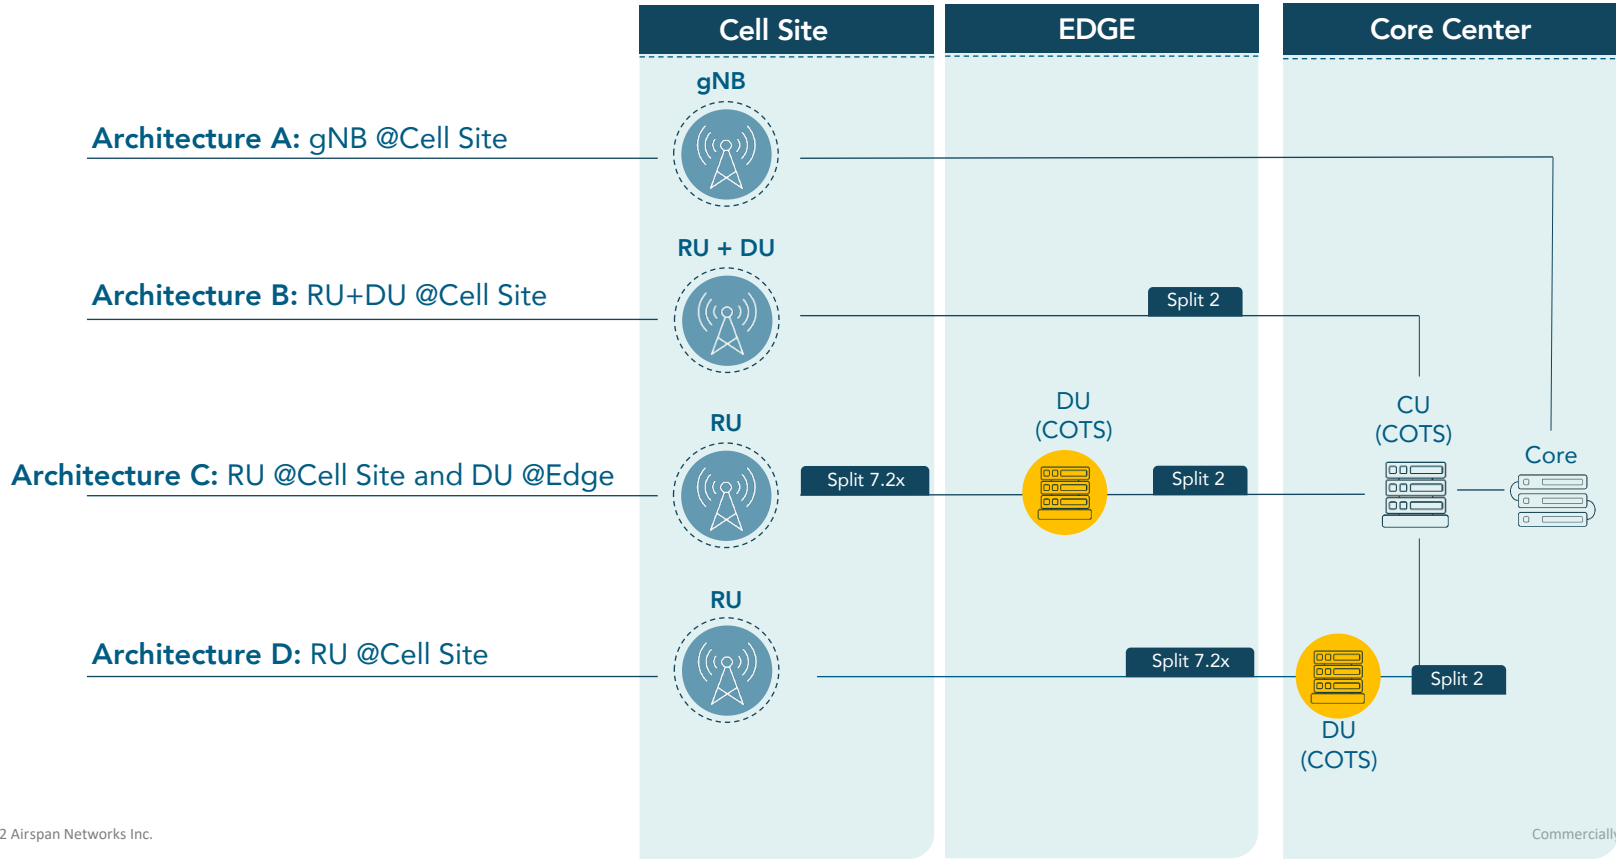 Cell Site
EDGE
Core Center
gNB
Architecture A: gNB @Cell Site
RU + DU
Architecture B: RU+DU @Cell Site
Split 2
RU
DU
(COTS)
CU
(COTS)
Core
Architecture C: RU @Cell Site and DU @Edge
Split 7.2x
Split 2
RU
Architecture D: RU @Cell Site
Split 7.2x
Split 2
DU
(COTS)
2 Airspan Networks Inc.
Commercially